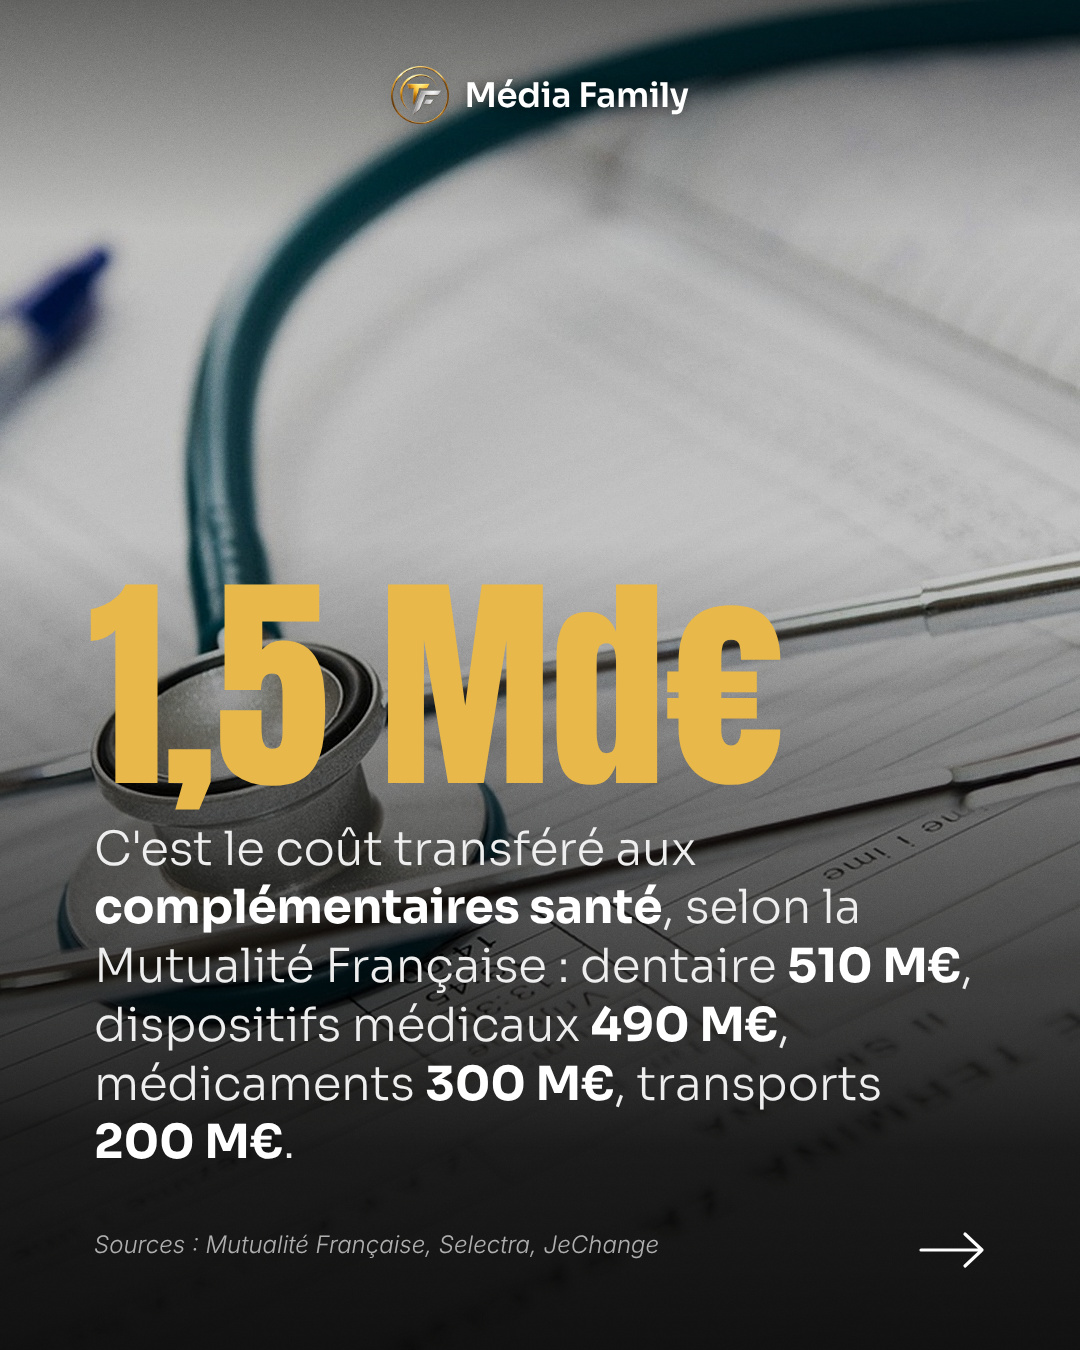 Média Family
1,5 Md€
C'est le coût transféré aux
complémentaires santé, selon la
Mutualité Française : dentaire 510 M€,
dispositifs médicaux 490 M€,
médicaments 300 M€, transports
200 M€.
Sources : Mutualité Française, Selectra, JeChange